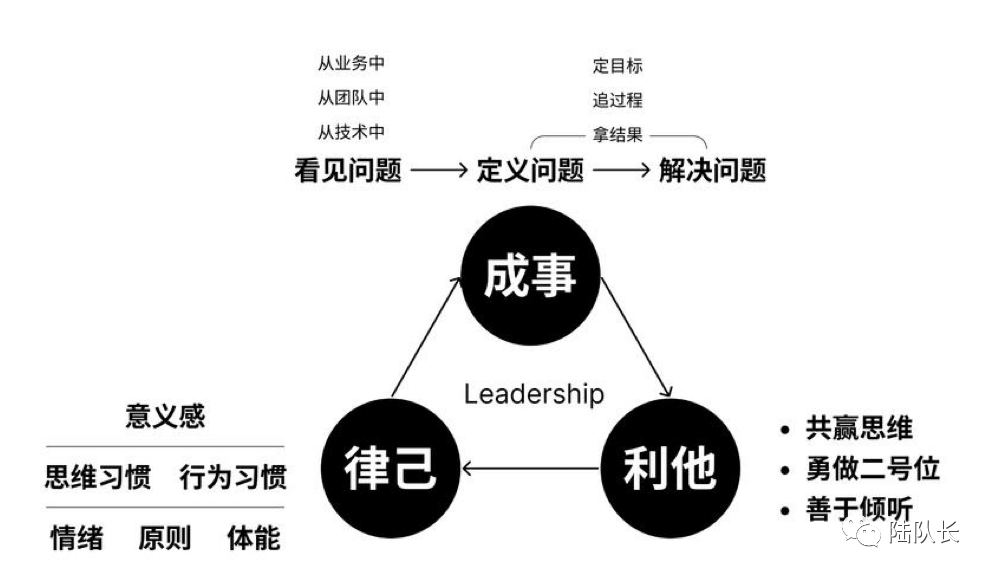 从业务中
从团队中
从技术中
定目标
追过程
拿结果
看见问题 定义问题 解决问题
成事
Leadership
律己
利他
意义感
思维习惯 行为习惯
情绪 原则 体能
共赢思维
勇做二号位
善于倾听
陆队长